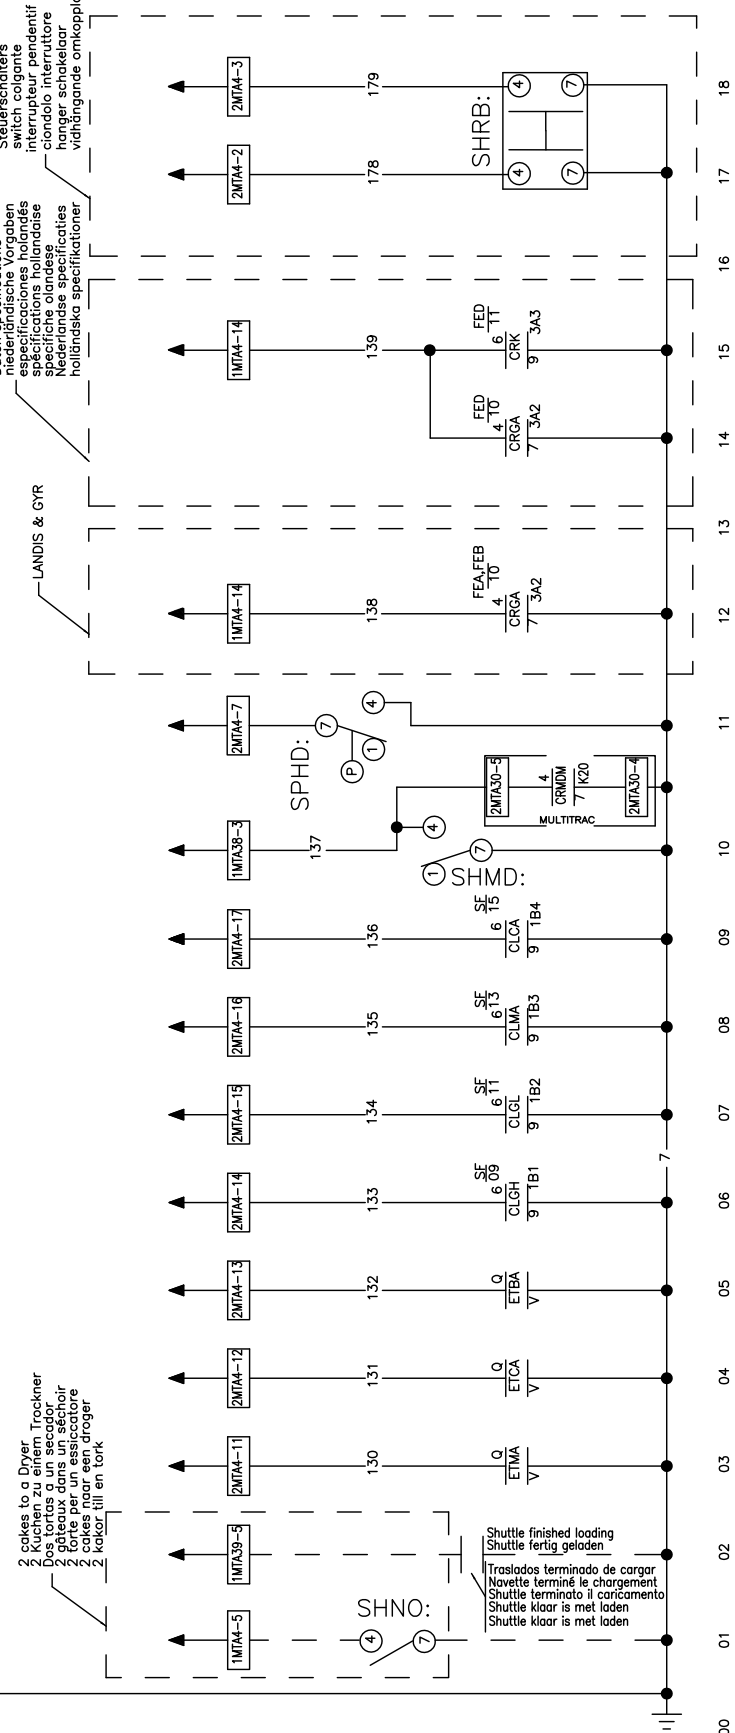 2 cakes to a Dryer
2 Kuchen zu einem Trockner
Dos tortas a un secador
2 gâteaux dans un séchoir
2 torte per un essiccatore
2 cakes naar een droger
2 kakor till en tork
LANDIS & GYR
niederländische Vorgaben
especificaciones holandés
spécifications hollandaise
specifiche olandese
Nederlandse specificaties
holländska specifikationer
Steuerschalters
switch colgante
interrupteur pendentif
ciondolo interruttore
hanger schakelaar
vidhängande
00
1MTA4-5
4
7
SHNO:
01
1MTA39-5
Shuttle finished loading
Shuttle fertig geladen
Traslados terminado de cargar
Navette terminé le chargement
Shuttle terminato il caricamento
Shuttle klaar is met laden
Shuttle klaar is met laden
02
2MTA4-11
130
Q
ETMA
V
03
2MTA4-12
131
Q
ETCA
V
04
2MTA4-13
132
Q
ETBA
V
05
2MTA4-14
133
SF
09
6
CLGH
9
1B1
06
7
2MTA4-15
134
SF
11
6
CLGL
9
1B2
07
2MTA4-16
135
SF
13
6
CLMA
9
1B3
08
2MTA4-17
136
SF
15
6
CLCA
9
1B4
09
1MTA38-3
137
4
1
7
SHMD:
10
2MTA30-5
4
CRMDM
7
K20
2MTA30-4
MULTITRAC
2MTA4-7
SPHD:
7
P
1
4
11
1MTA4-14
138
FEA,FEB
10
4
CRGA
7
3A2
12
13
FED
10
4
CRGA
7
3A2
14
1MTA4-14
139
FED
11
6
CRK
9
3A3
15
16
2MTA4-2
178
4
7
17
SHRB:
2MTA4-3
179
4
7
18